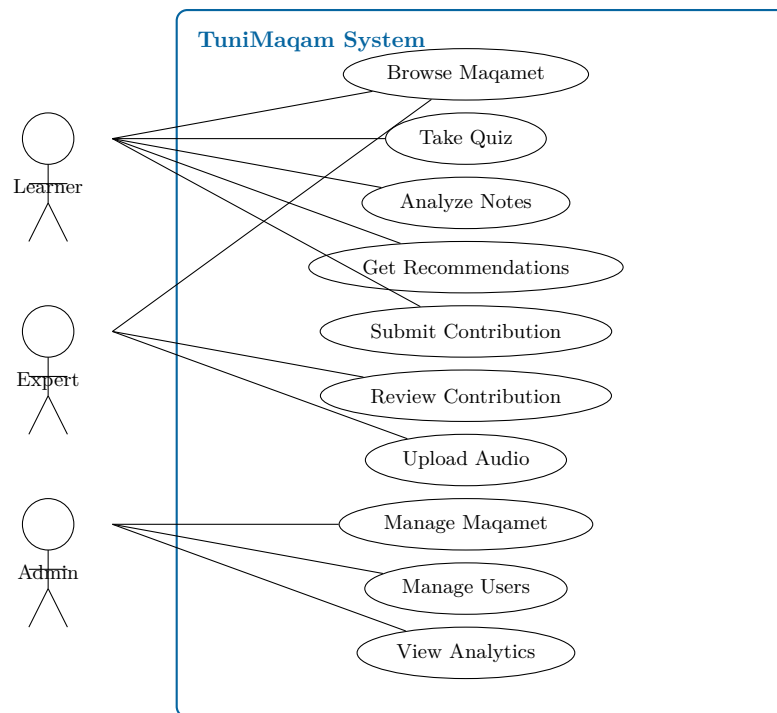 TuniMaqam System
Browse Maqamet
Take Quiz
Learner
Analyze Notes
Get Recommendations
Submit Contribution
Expert
Review Contribution
Upload Audio
Manage Maqamet
Admin
Manage Users
View Analytics